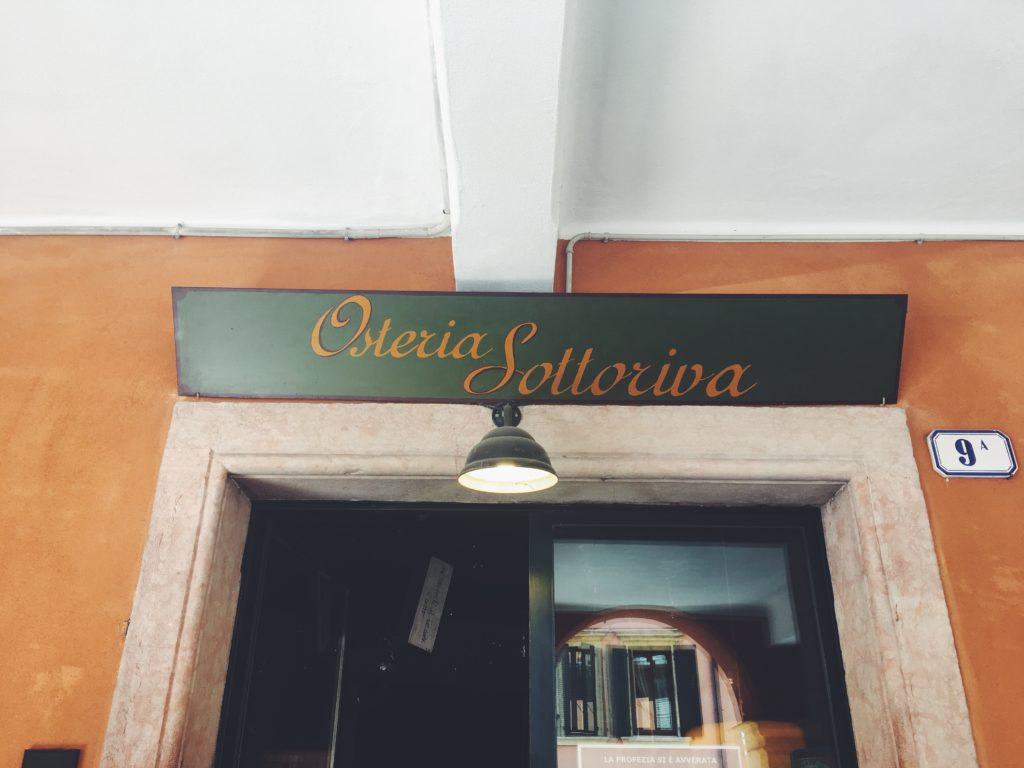 Osteria
Sottoriva
9A
LA PROFEZIA SI È AVVERATA